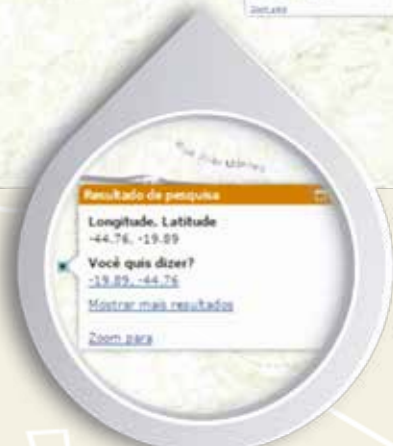 Resultado de pesquisa
Longitude, Latitude
-44.76, -19.89
Você quis dizer?
-19.89, -44.76
Mostrar mais resultados
Zoom para